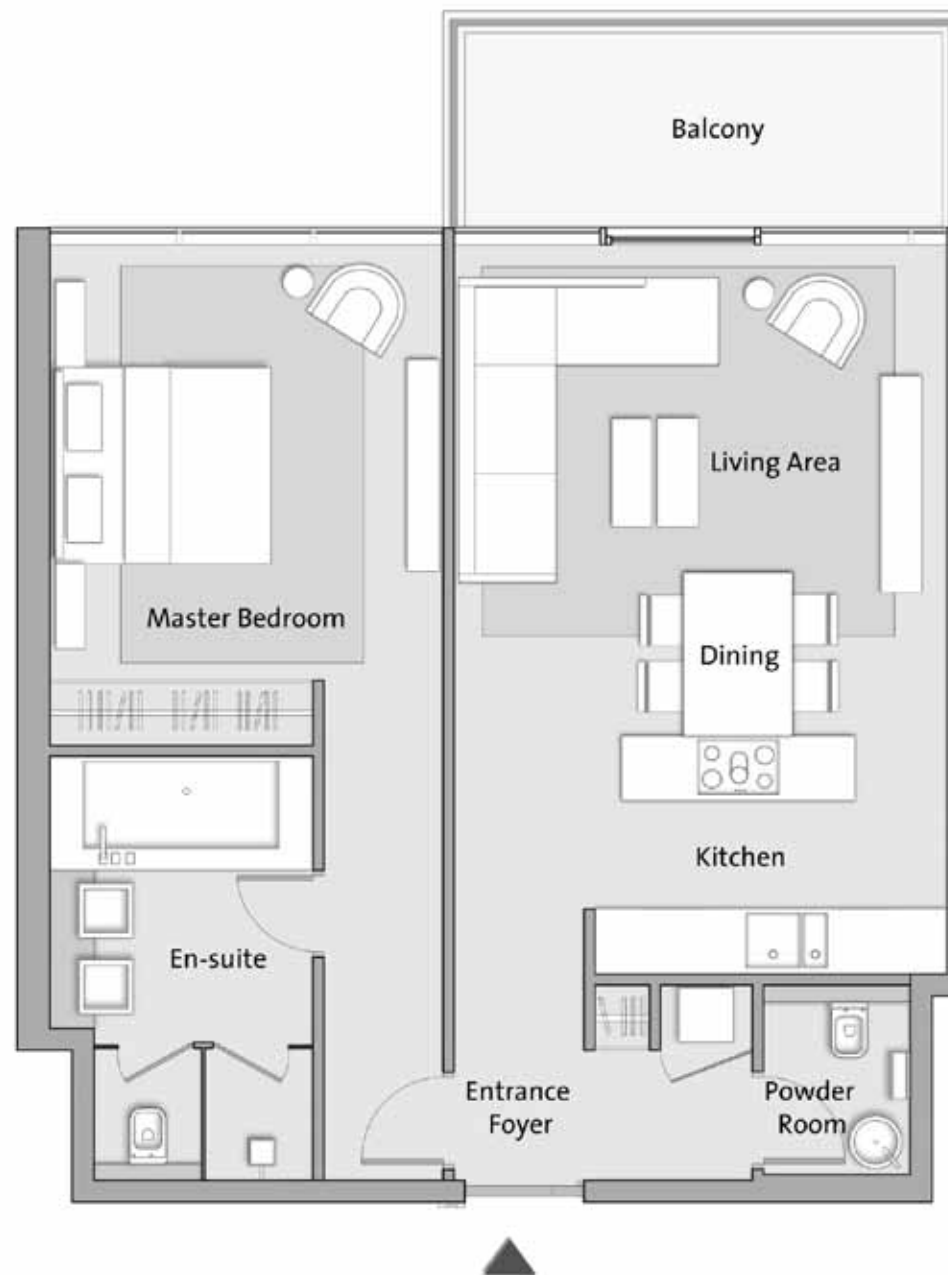 Balcony
Living Area
Master Bedroom
Dining
Kitchen
En-suite
Entrance
Foyer
Powder
Room